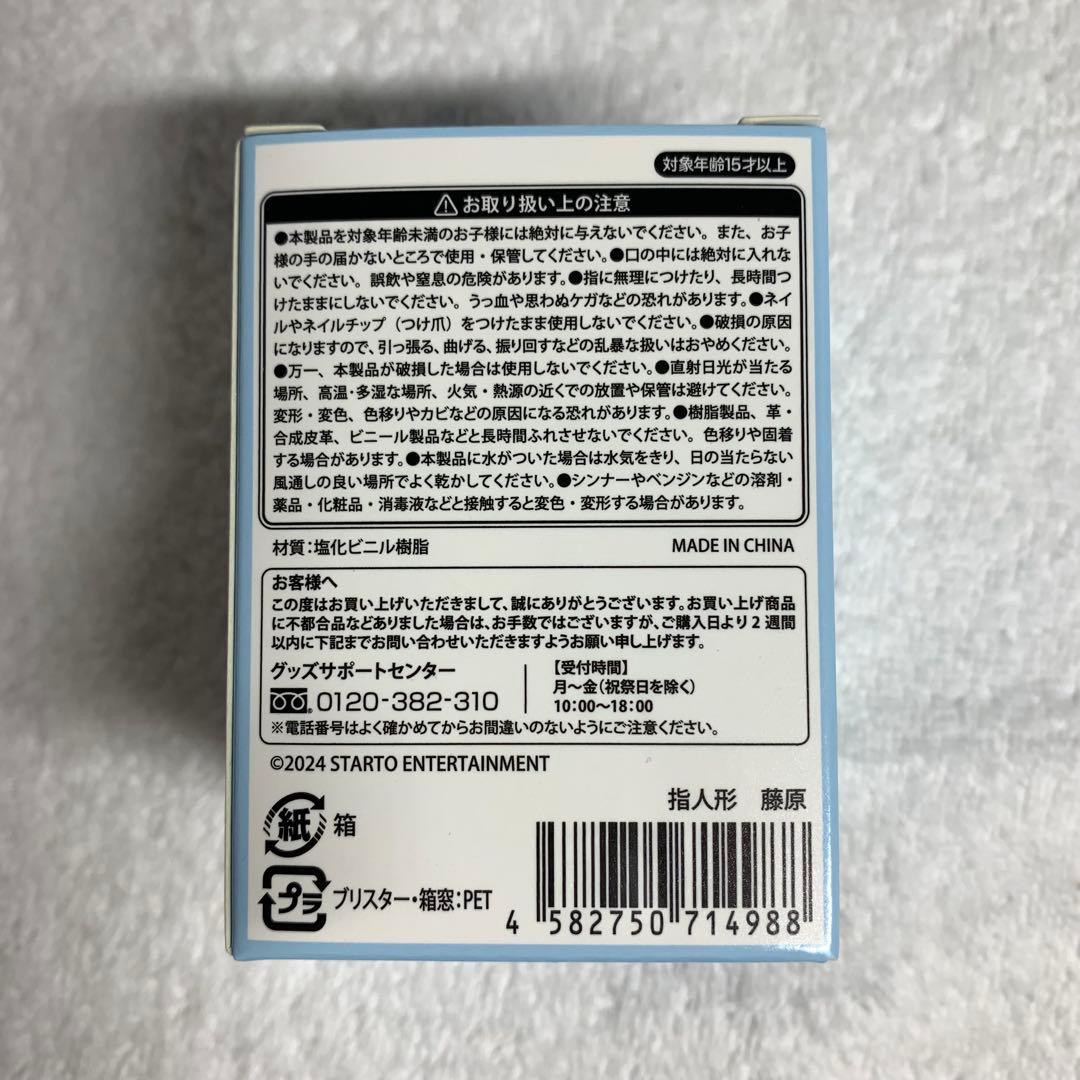 対象年齢15才以上
お取り扱い上の注意
●本製品を対象年齢未満のお子様には絶対に与えないでください。また、お子
様の手の届かないところで使用・保管してください。●口の中には絶対に入れな
いでください。誤飲や窒息の危険があります。●指に無理につけたり、長時間つ
けたままにしないでください。うっ血や思わぬケガなどの恐れがあります。●ネイ
ルやネイルチップ（つけ爪）をつけたまま使用しないでください。●破損の原因
になりますので、引っ張る、曲げる、振り回すなどの乱暴な扱いはおやめください。
●万一、本製品が破損した場合は使用しないでください。●直射日光が当たる
場所、高温・多湿な場所、火気・熱源の近くでの放置や保管は避けてください。
変形・変色、色移りやカビなどの原因になる恐れがあります。●樹脂製品、革・
合成皮革、ビニール製品などと長時間ふれさせないでください。色移りや固着
する場合があります。●本製品に水がついた場合は水気をきり、日の当たらない
風通しの良い場所でよく乾かしてください。●シンナーやベンジンなどの溶剤・
薬品・化粧品・消毒液などと接触すると変色・変形する場合があります。
材質：塩化ビニル樹脂 MADE IN CHINA
お客様へ
この度はお買い上げいただきまして、誠にありがとうございます。お買い上げ商品
に不都合品などありました場合は、お手数ではございますが、ご購入日より2週間
以内に下記までお問い合わせいただきますようお願い申し上げます。
グッズサポートセンター
0120-382-310
【受付時間】
月〜金（祝祭日を除く）
10:00〜18:00
※電話番号はよく確かめてからお間違いのないようにご注意ください。
©2024 STARTO ENTERTAINMENT
指人形 藤原
紙 箱
プラ ブリスター・箱窓：PET
4 582750 714988